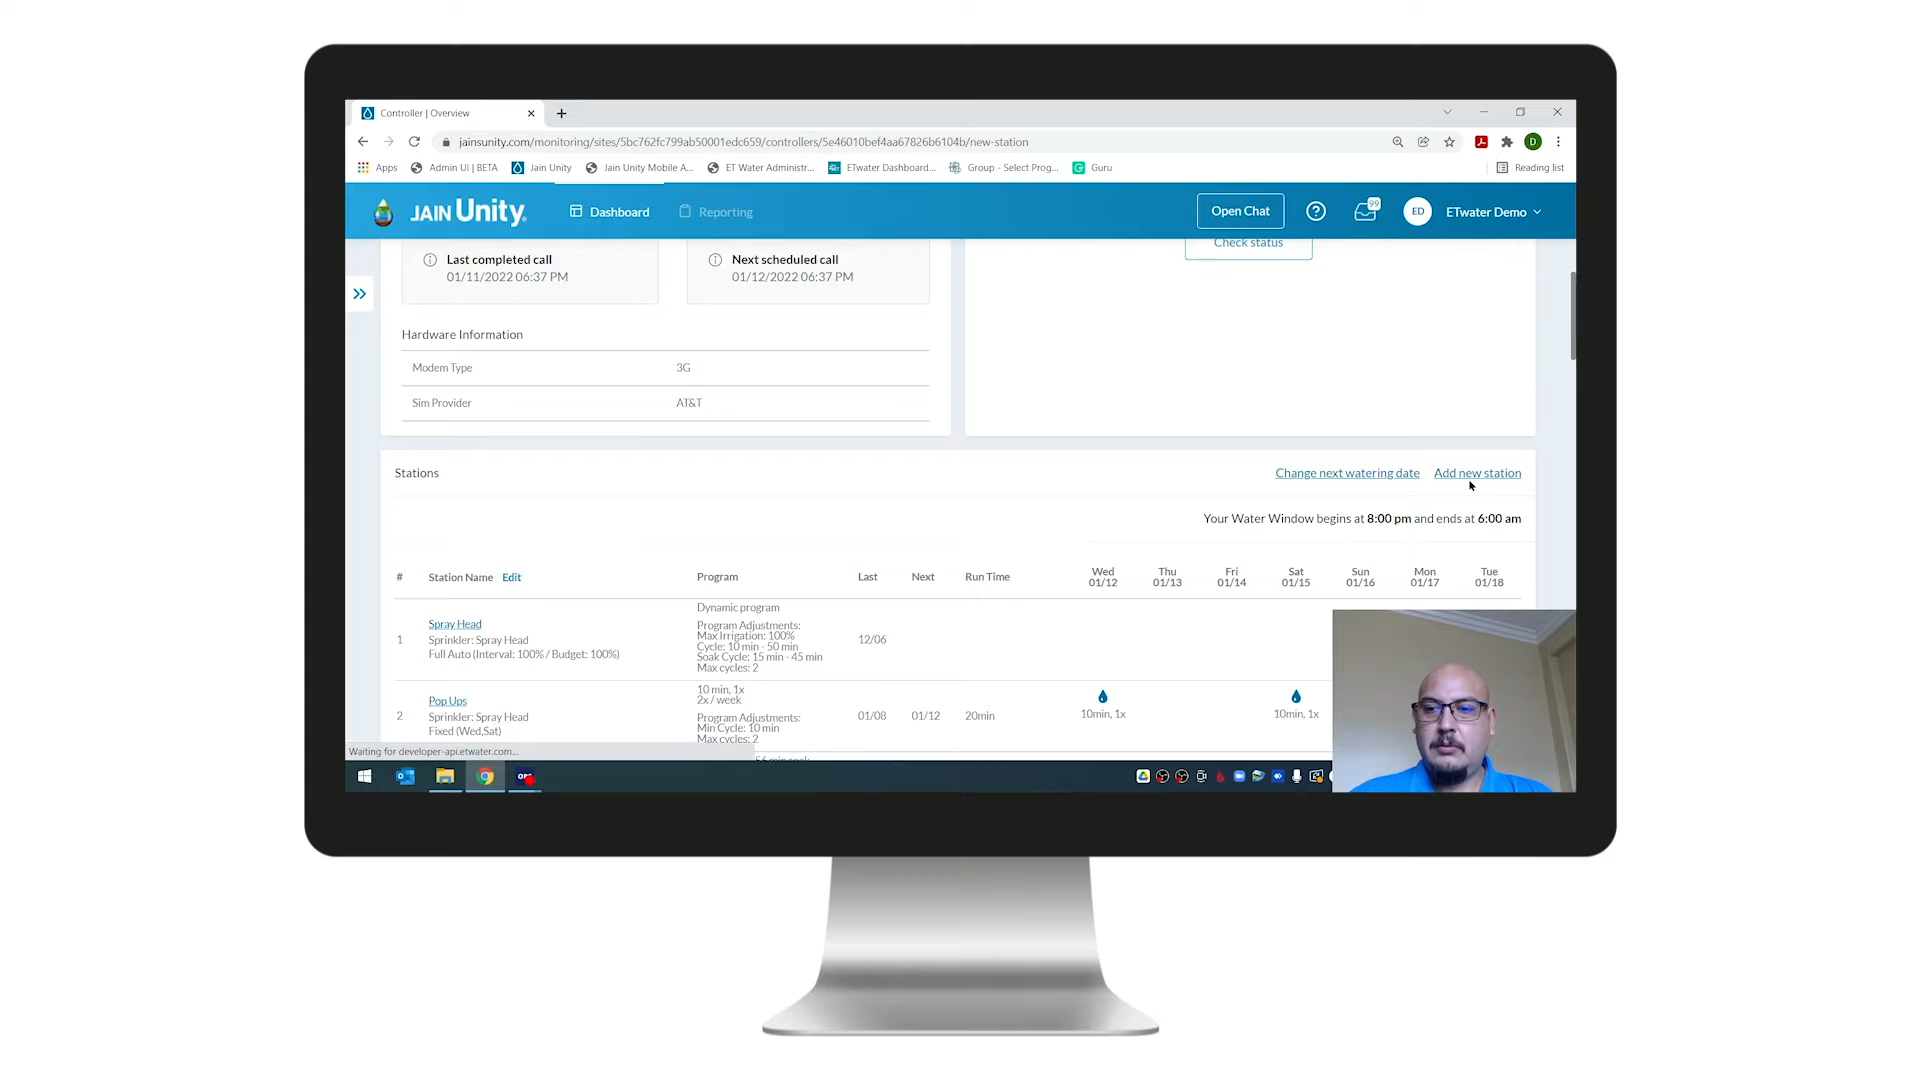 Controller | Overview
jainsunity.com/monitoring/sites/5bc762fc799ab50001edc659/controllers/5e46010bef4aa67826b6104b/new-station
Apps Admin UI | BETA Jain Unity Jain Unity Mobile A... ET Water Administr... ETwater Dashboard... Group - Select Prog... Guru Reading list
JAIN Unity Dashboard Reporting Open Chat ? 99 ED ETwater Demo
Check status
Last completed call
01/11/2022 06:37 PM
Next scheduled call
01/12/2022 06:37 PM
Hardware Information
Modem Type 3G
Sim Provider AT&T
Stations Change next watering date Add new station
Your Water Window begins at 8:00 pm and ends at 6:00 am
# Station Name Edit Program Last Next Run Time Wed 01/12 Thu 01/13 Fri 01/14 Sat 01/15 Sun 01/16 Mon 01/17 Tue 01/18
1
Spray Head
Sprinkler: Spray Head
Full Auto (Interval: 100% / Budget: 100%)
Dynamic program
Program Adjustments:
Max Irrigation: 100%
Cycle: 10 min - 50 min
Soak Cycle: 15 min - 45 min
Max cycles: 2
12/06
2
Pop Ups
Sprinkler: Spray Head
Fixed (Wed,Sat)
10 min, 1x
2x / week
Program Adjustments:
Min Cycle: 10 min
Max cycles: 2
01/08 01/12 20min 10min, 1x 10min, 1x
Waiting for developer-api.etwater.com...